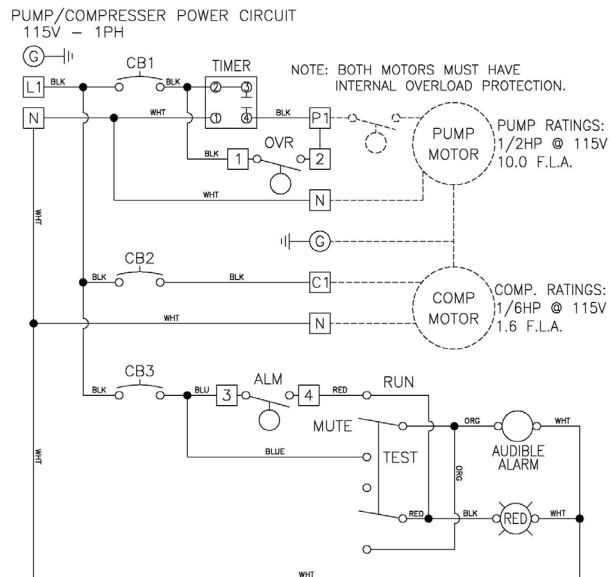 PUMP/COMPRESSER POWER CIRCUIT
115V - 1PH
G
CB1
TIMER
NOTE: BOTH MOTORS MUST HAVE
INTERNAL OVERLOAD PROTECTION.
L1 BLK BLK 2 3
N WHT 1 4 BLK P1
PUMP
MOTOR
PUMP RATINGS:
1/2HP @ 115V
10.0 F.L.A.
OVR
BLK 1 2
WHT N
WHT
G
CB2
BLK BLK C1
COMP
MOTOR
COMP. RATINGS:
1/6HP @ 115V
1.6 F.L.A.
WHT N
CB3
ALM
RUN
BLK BLU 3 4 RED
MUTE
ORG WHT
AUDIBLE
ALARM
BLUE
TEST
ORG
WHT
RED BLK RED WHT
WHT